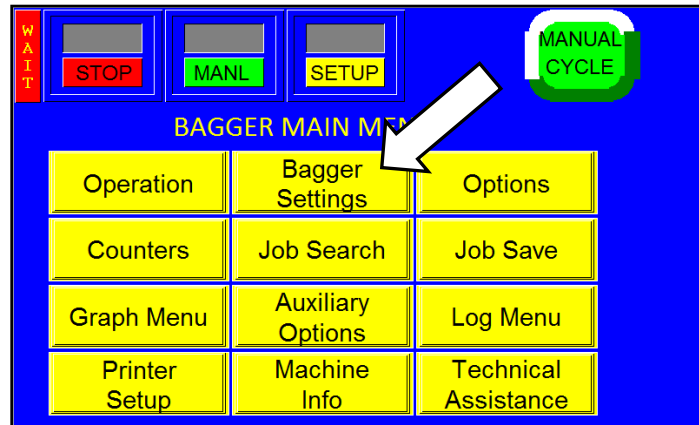 WAIT
STOP
MANL
SETUP
MANUAL
CYCLE
BAGGER MAIN MEN
Operation
Bagger
Settings
Options
Counters
Job Search
Job Save
Graph Menu
Auxiliary
Options
Log Menu
Printer
Setup
Machine
Info
Technical
Assistance